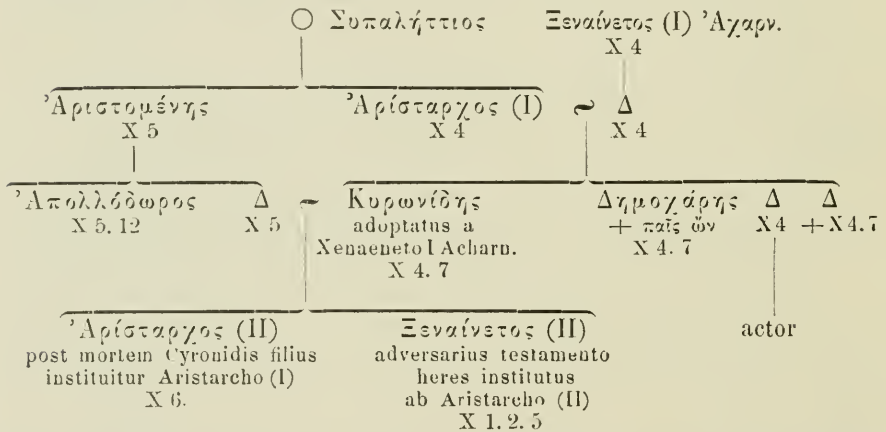 ○ Συπαλήττιος Ξεναίνετος (I) Ἀχαρν.
X 4
Ἀριστομένης Ἀρίσταρχος (I) ~ Δ
X 5 X 4 X 4
Ἀπολλόδωρος Δ ~ Κυρωνίδης Δημοχάρης Δ Δ
X 5. 12 X 5 adoptatus a + παῖς ὤν X 4 + X 4. 7
Xenaeneto I Acharn. X 4. 7
X 4. 7
Ἀρίσταρχος (II) Ξεναίνετος (II) actor
post mortem Cyronidis filius adversarius testamento
instituitur Aristarcho (I) heres institutus
X 6. ab Aristarcho (II)
X 1. 2. 5